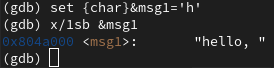 (gdb) set {char}&msg1='h'
(gdb) x/1sb &msg1
0x804a000 <msg1>:       "hello, "
(gdb)